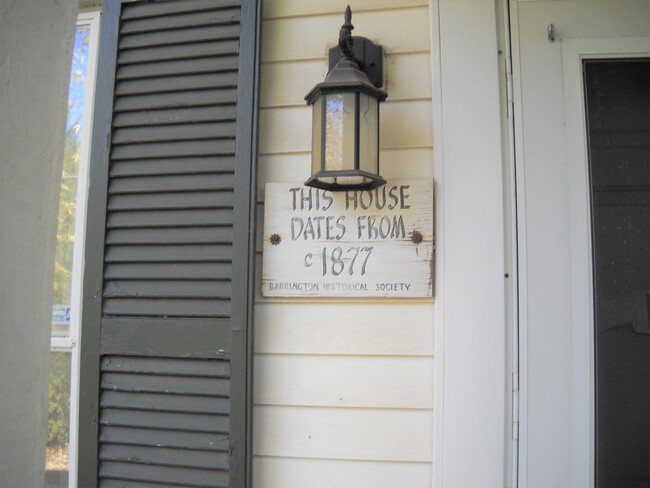 THIS HOUSE
DATES FROM
c 1877
BARRINGTON HISTORICAL SOCIETY